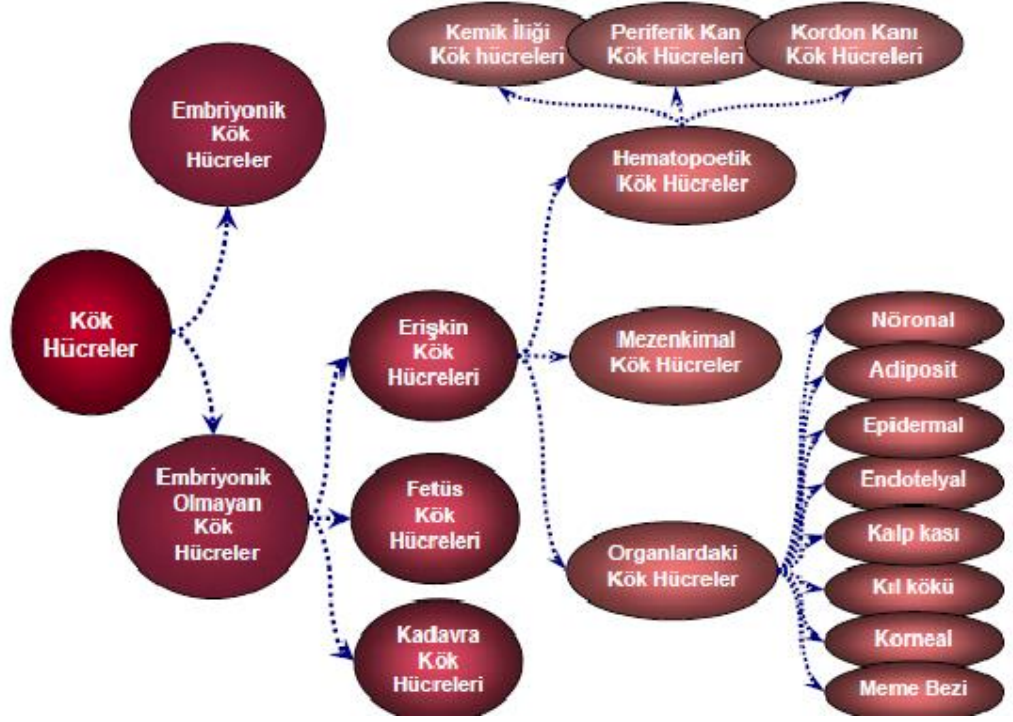 Kemik İliği
Kök hücreleri
Periferik Kan
Kök Hücreleri
Kordon Kanı
Kök Hücreleri
Embriyonik
Kök
Hücreler
Hematopoetik
Kök Hücreler
Kök
Hücreler
Erişkin
Kök
Hücreleri
Mezenkimal
Kök Hücreler
Nöronal
Adiposit
Epidermal
Endotelyal
Kalp kası
Kıl kökü
Korneal
Meme Bezi
Embriyonik
Olmayan
Kök
Hücreler
Fetüs
Kök
Hücreleri
Organlardaki
Kök Hücreler
Kadavra
Kök
Hücreleri